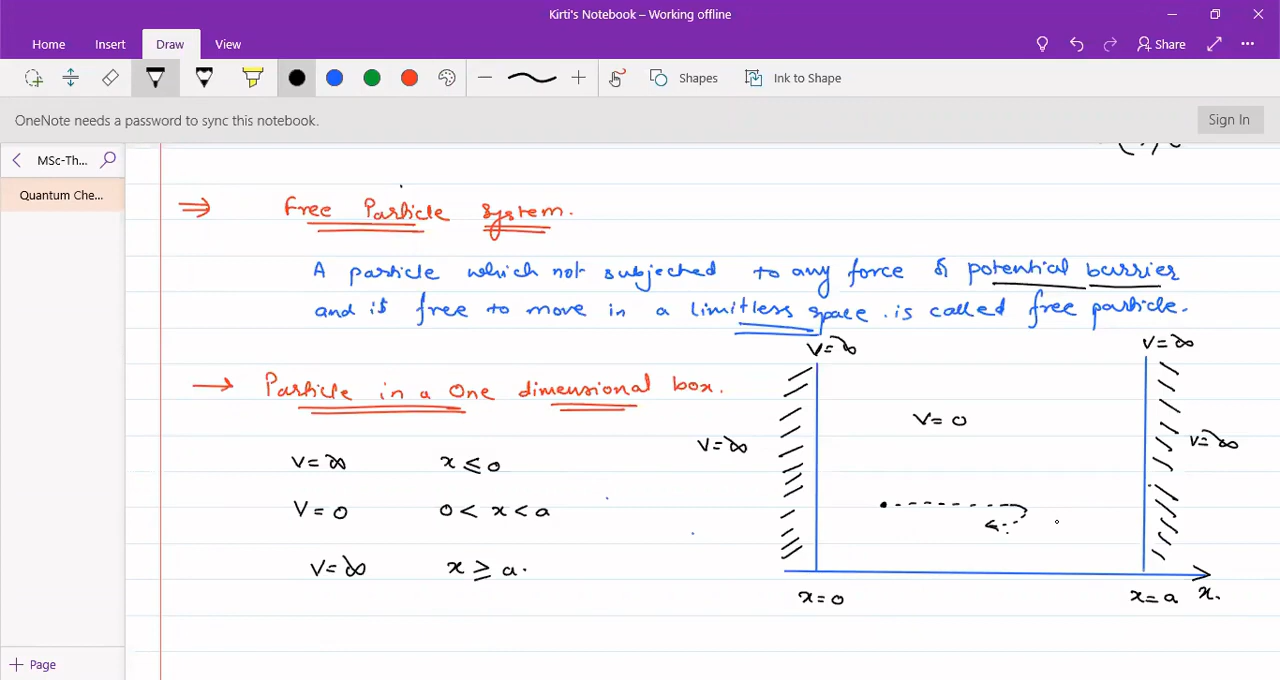 Kirti's Notebook – Working offline
Home Insert Draw View Share
Shapes Ink to Shape
OneNote needs a password to sync this notebook. Sign In
MSc-Th...
Quantum Che...
⇒ Free Particle System.
A particle which not subjected to any force & potential barrier
and it free to move in a limitless space . is called free particle.
V=∞ V=∞
→ Particle in a One dimensional box.
V=0
V=∞ V=∞
V=∞ x≤0
V=0 0<x<a
V=∞ x≥a.
x=0 x=a x.
+ Page